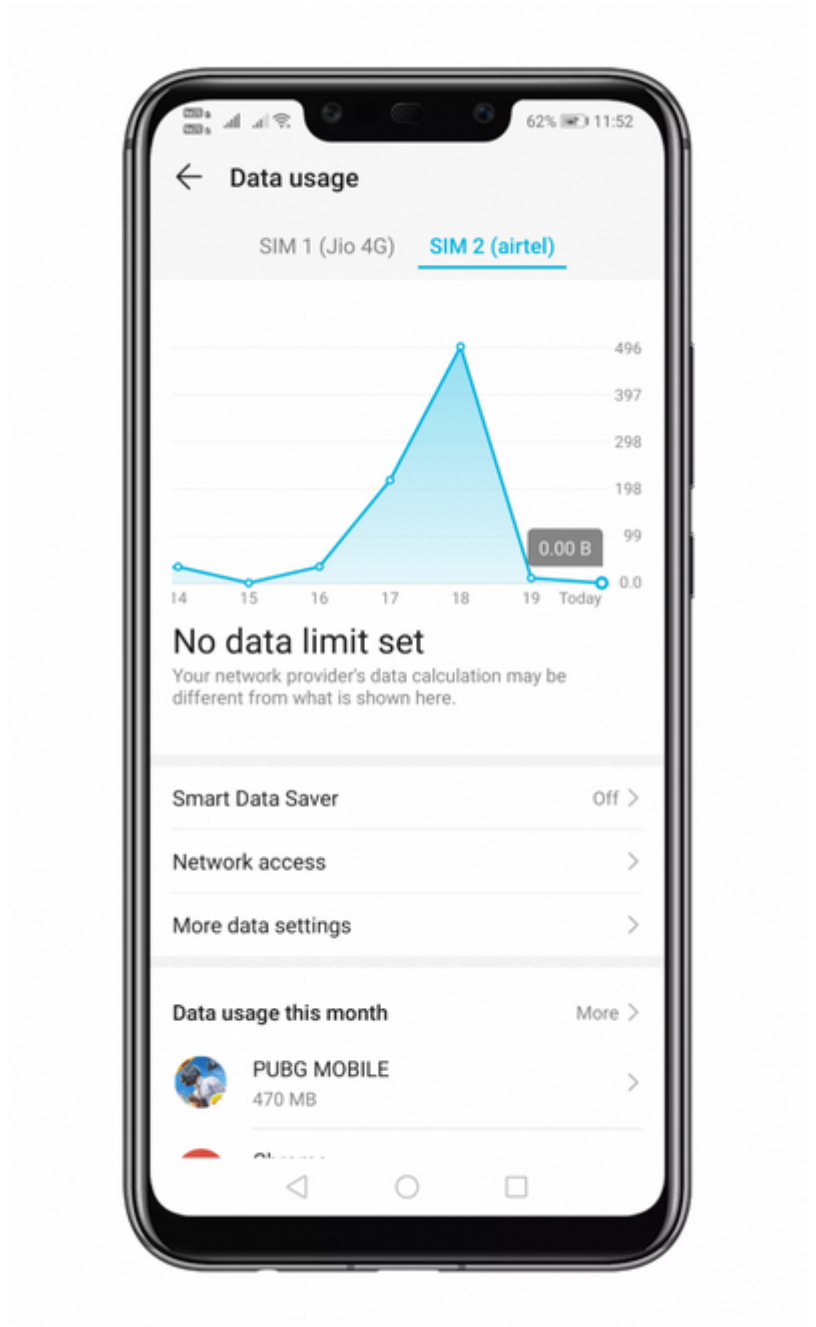 62% 11:52
Data usage
SIM 1 (Jio 4G) SIM 2 (airtel)
496
397
298
198
99
0.00 B
0.0
14 15 16 17 18 19 Today
No data limit set
Your network provider's data calculation may be
different from what is shown here.
Smart Data Saver Off
Network access
More data settings
Data usage this month More
PUBG MOBILE
470 MB